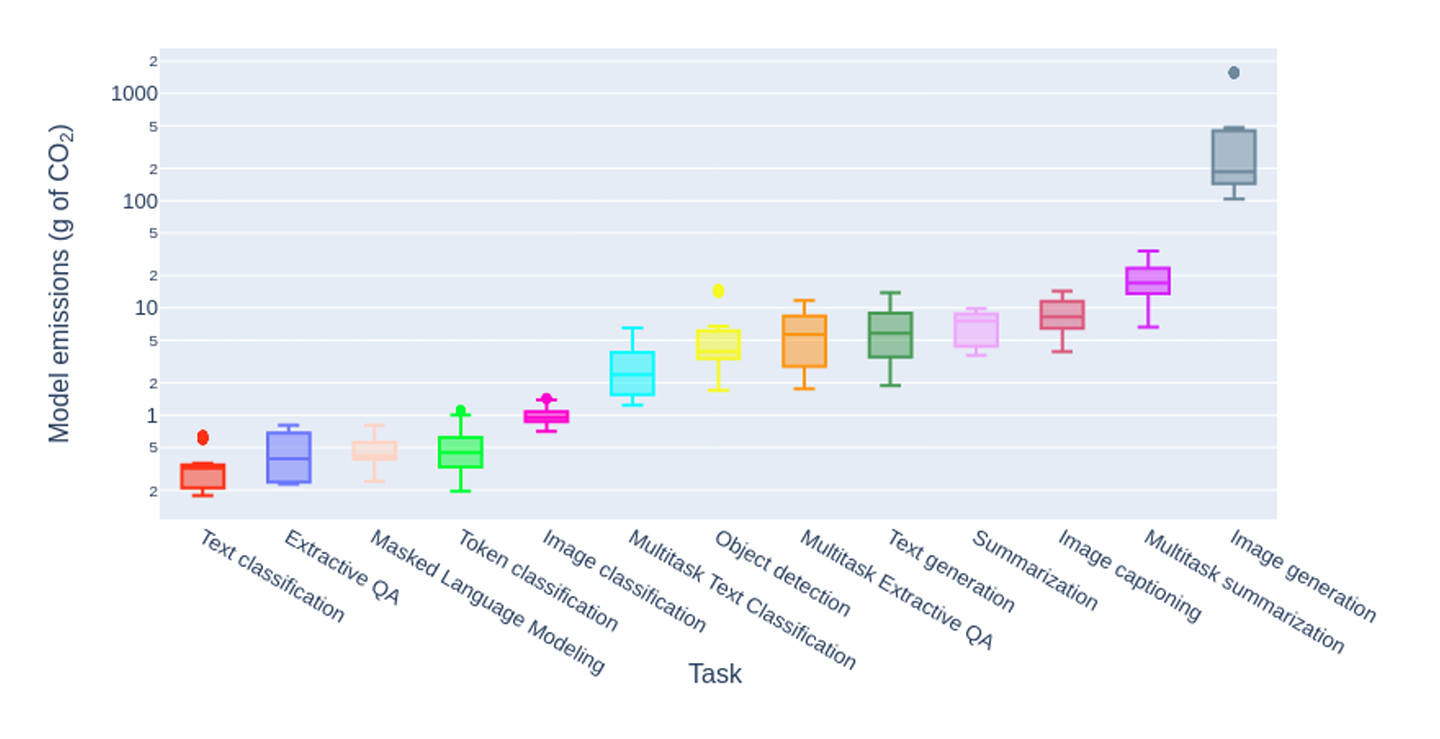 Model emissions (g of CO₂)
2
1000
5
2
100
5
2
10
5
2
1
5
2
Text classification
Extractive QA
Masked Language Modeling
Token classification
Image classification
Multitask Text Classification
Object detection
Multitask Extractive QA
Text generation
Summarization
Image captioning
Multitask summarization
Image generation
Task